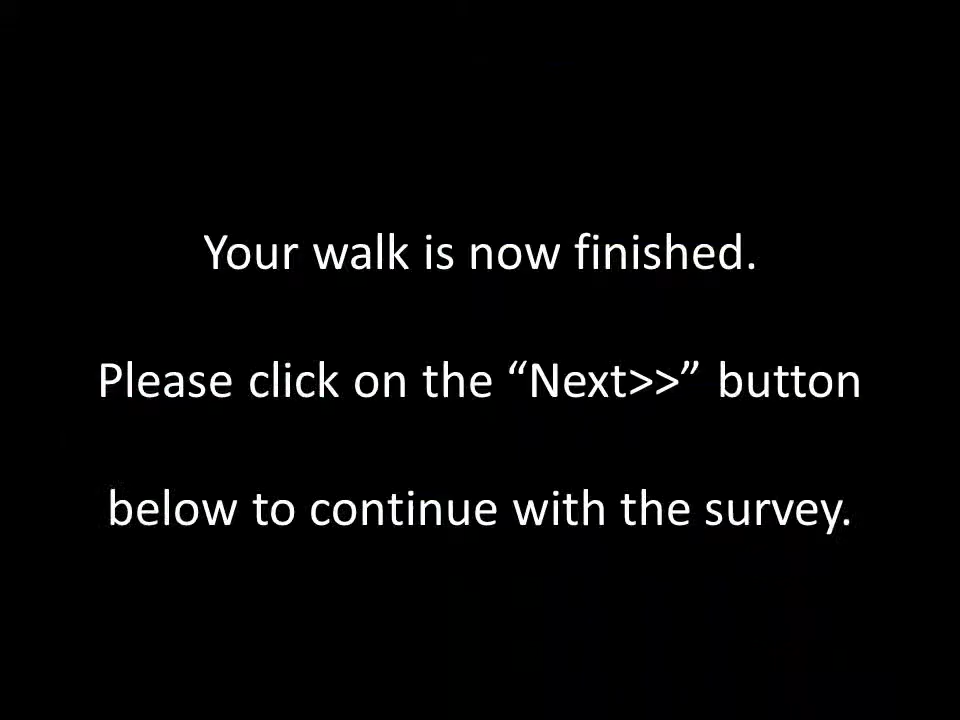 Your walk is now finished.
Please click on the “Next>>” button
below to continue with the survey.